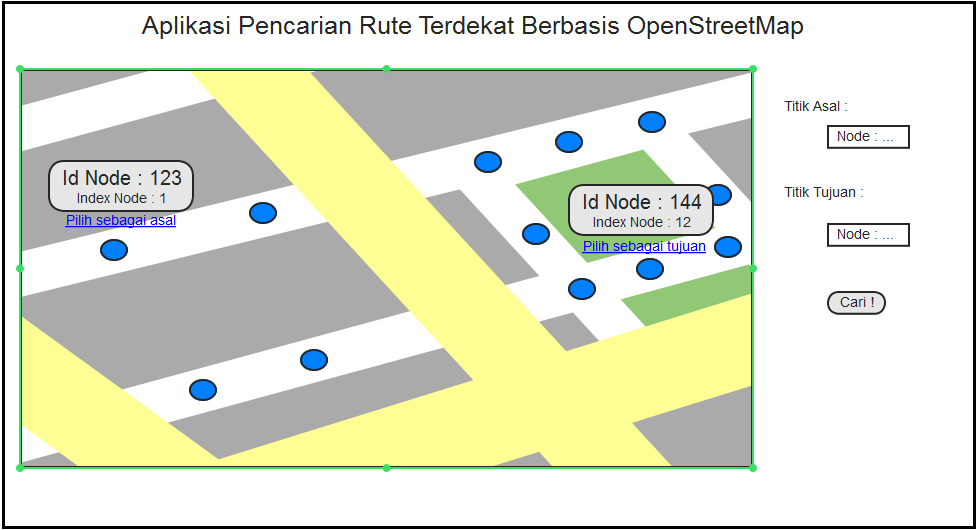 Aplikasi Pencarian Rute Terdekat Berbasis OpenStreetMap
Id Node : 123
Index Node : 1
Pilih sebagai asal
Id Node : 144
Index Node : 12
Pilih sebagai tujuan
Titik Asal :
Node : ...
Titik Tujuan :
Node : ...
Cari !